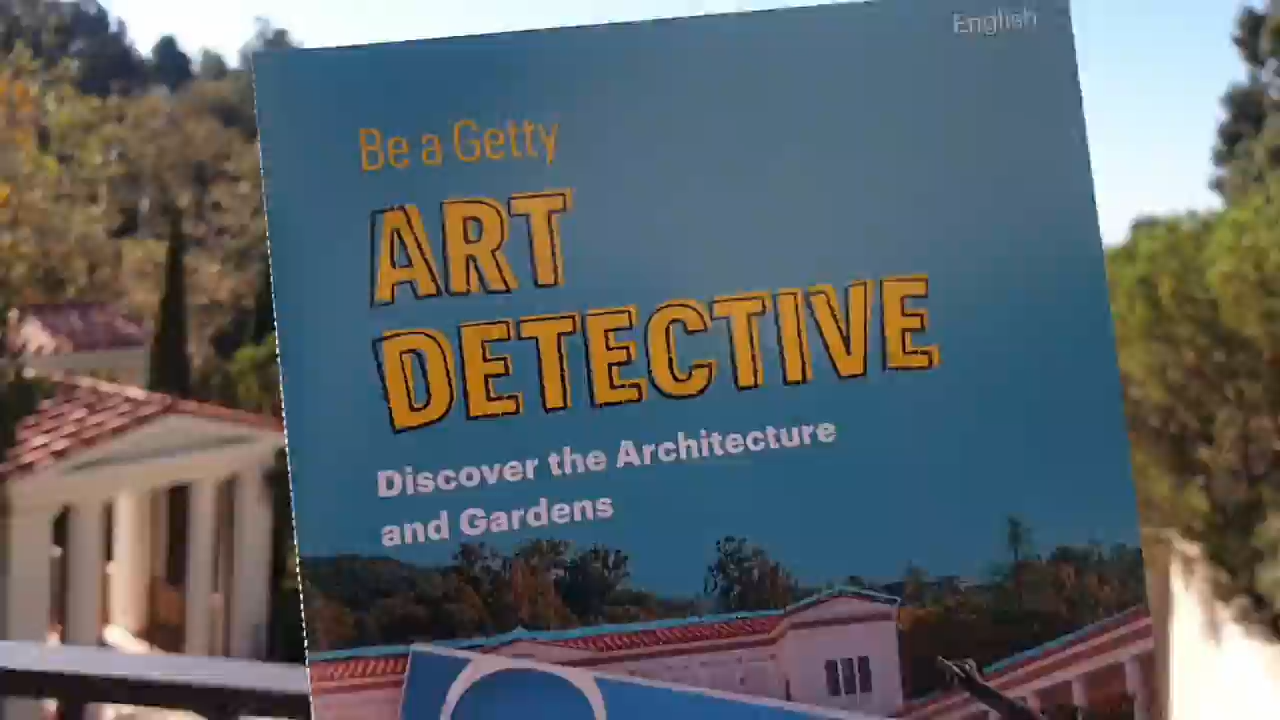 English
Be a Getty
ART
DETECTIVE
Discover the Architecture
and Gardens